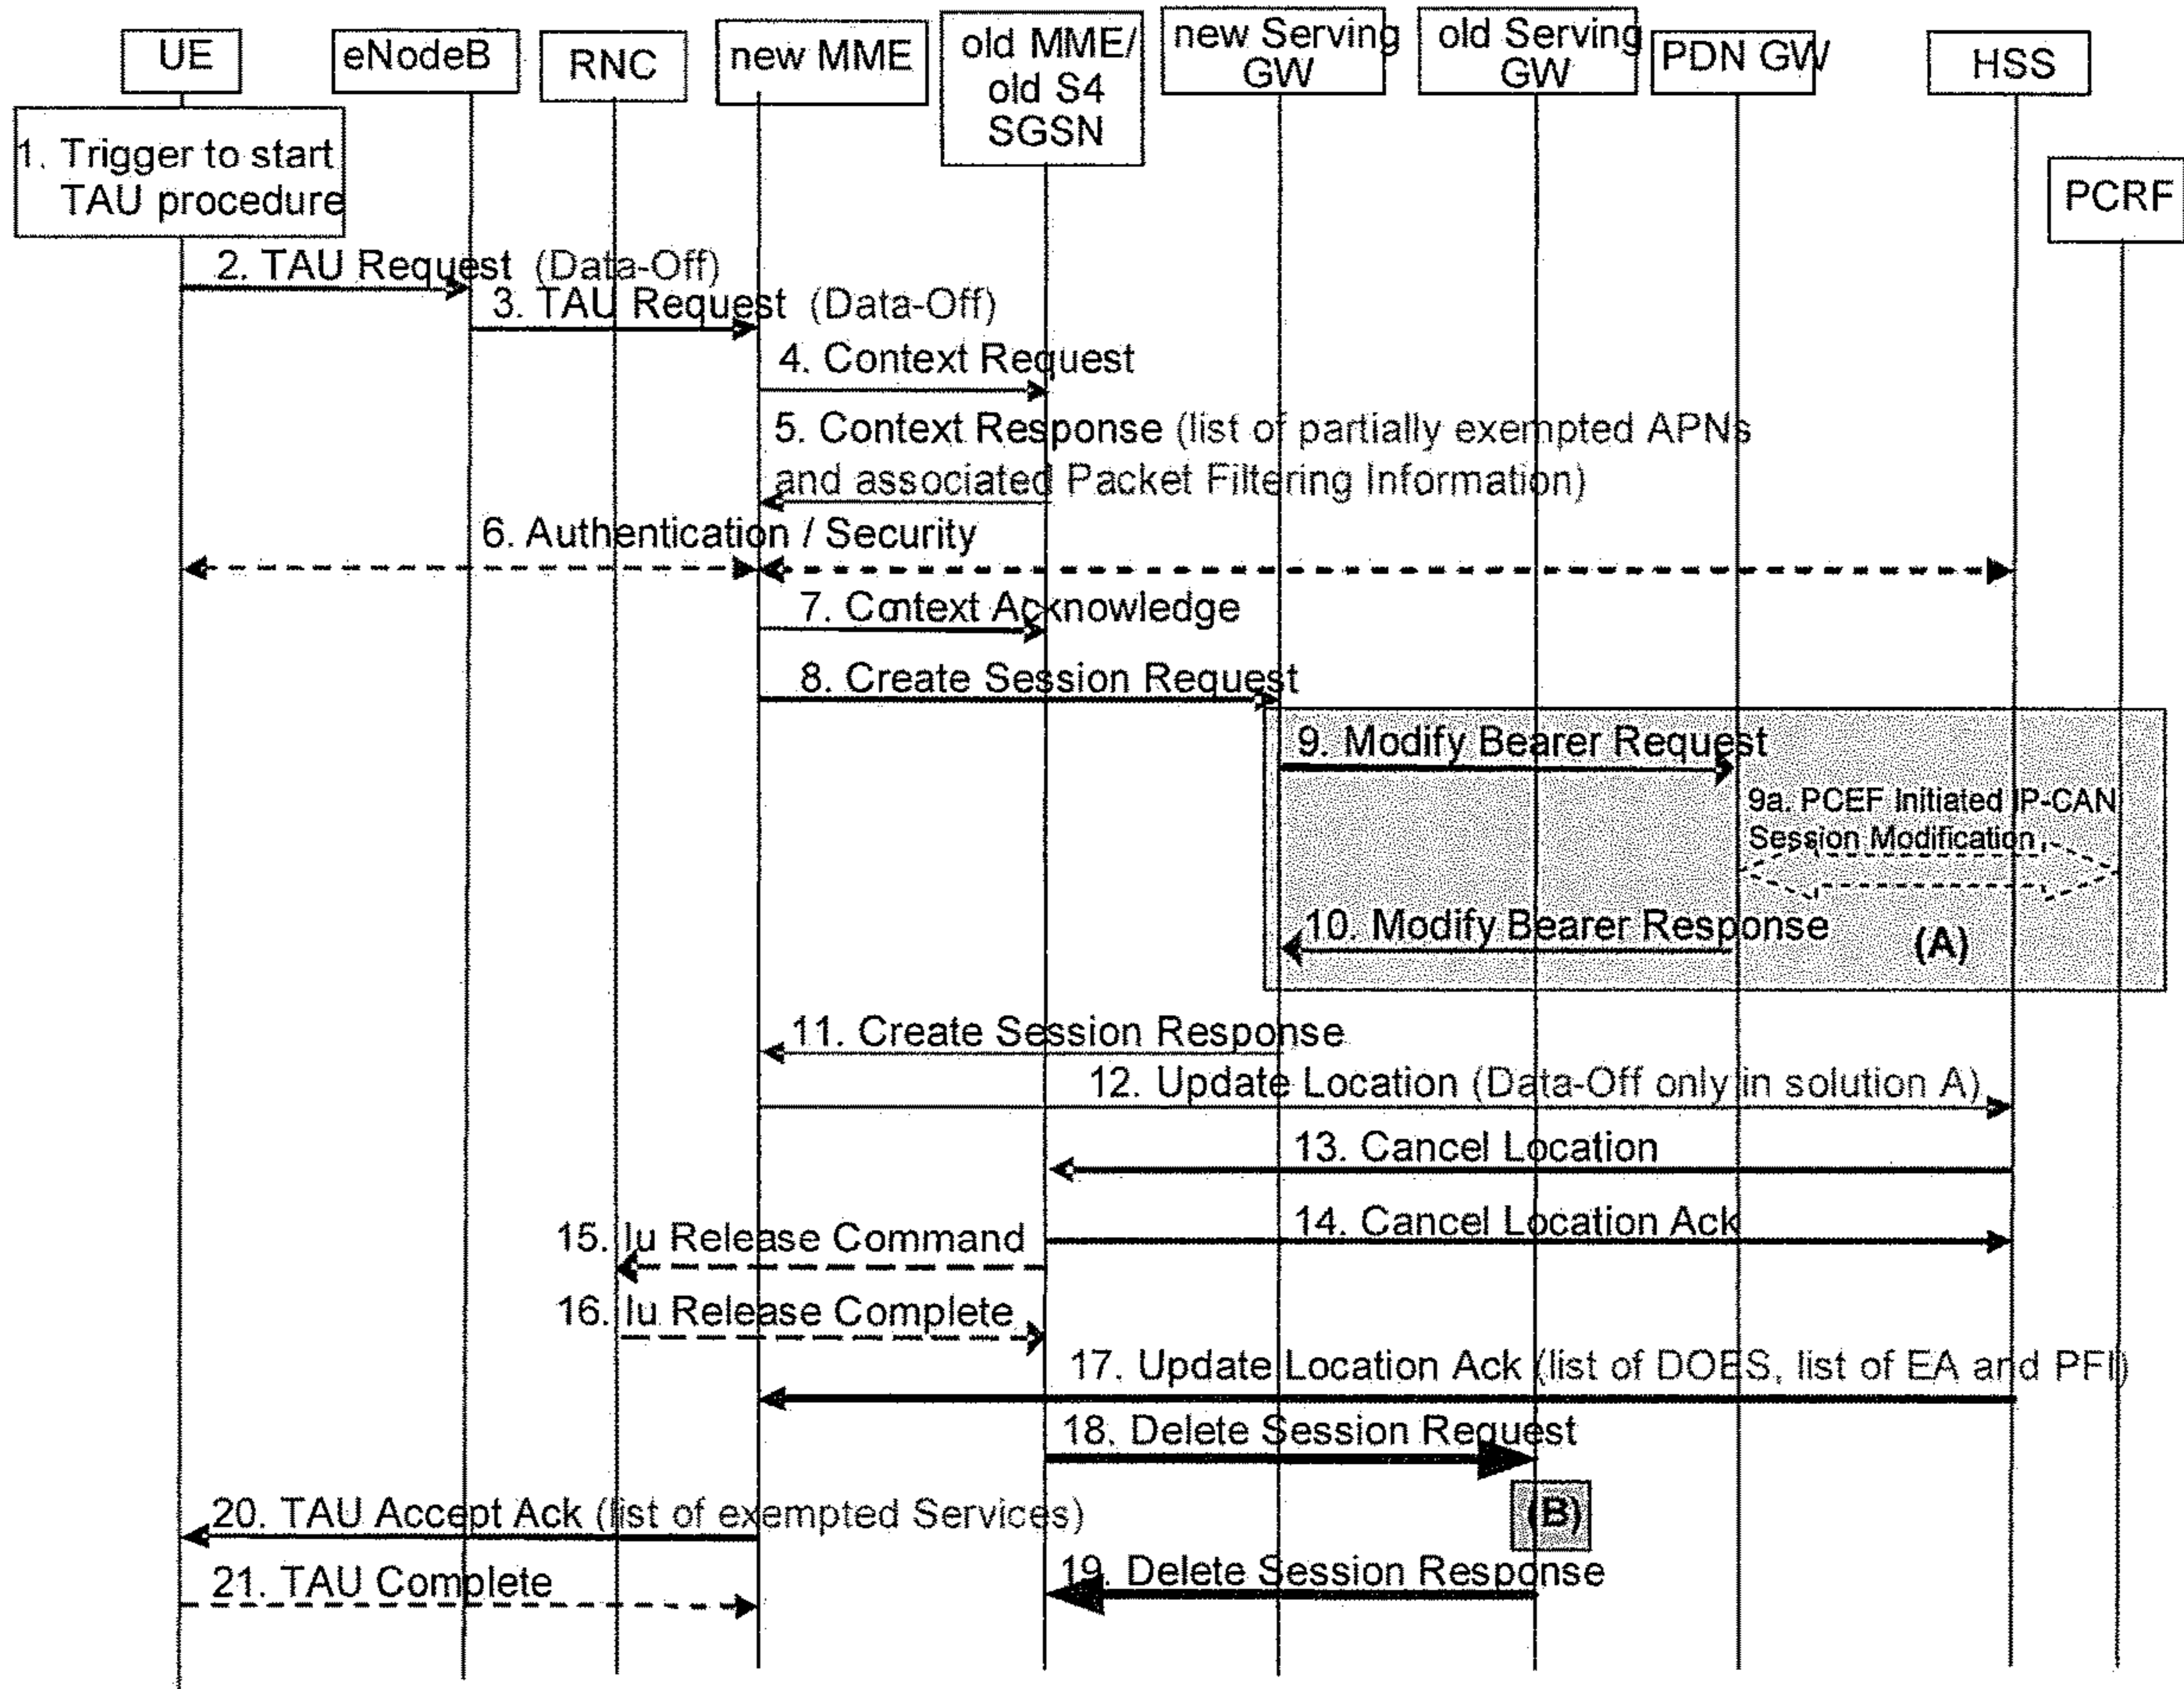 UE
eNodeB
RNC
new MME
old MME/
old S4
SGSN
new Serving
GW
old Serving
GW
PDN GW
HSS
PCRF
1. Trigger to start
TAU procedure
2. TAU Request (Data-Off)
3. TAU Request (Data-Off)
4. Context Request
5. Context Response (list of partially exempted APNs
and associated Packet Filtering Information)
6. Authentication / Security
7. Context Acknowledge
8. Create Session Request
9. Modify Bearer Request
9a. PCEF Initiated IP-CAN
Session Modification
10. Modify Bearer Response
(A)
11. Create Session Response
12. Update Location (Data-Off only in solution A)
13. Cancel Location
14. Cancel Location Ack
15. Iu Release Command
16. Iu Release Complete
17. Update Location Ack (list of DOES, list of EA and PFI)
18. Delete Session Request
(B)
20. TAU Accept Ack (list of exempted Services)
19. Delete Session Response
21. TAU Complete